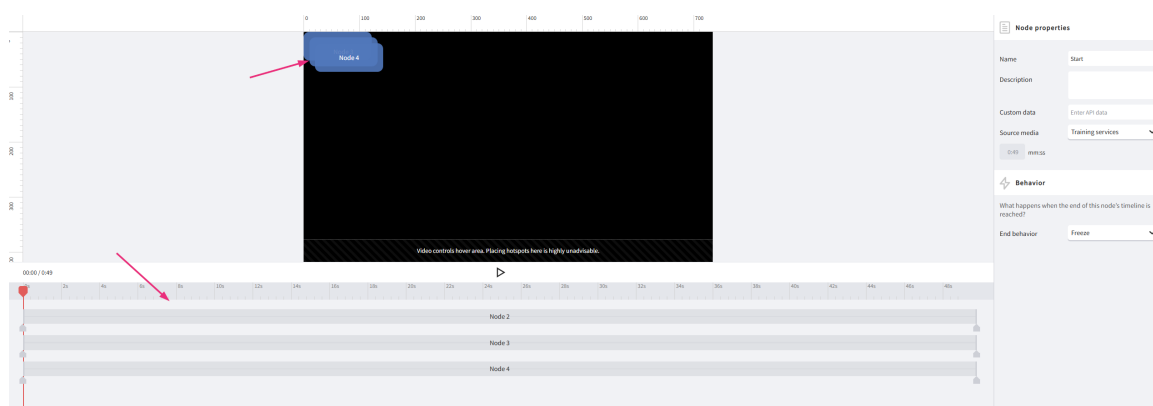 0 100 200 300 400 500 600 700
Node properties
Node 4
Name Start
Description
100
Custom data Enter API data
Source media Training services
200
0:49 mm:ss
Behavior
300
What happens when the end of this node's timeline is
reached?
End behavior Freeze
Video controls hover area. Placing hotspots here is highly unadvisable.
00:00 / 0:49
2s 4s 6s 8s 10s 12s 14s 16s 18s 20s 22s 24s 26s 28s 30s 32s 34s 36s 38s 40s 42s 44s 46s 48s
Node 2
Node 3
Node 4